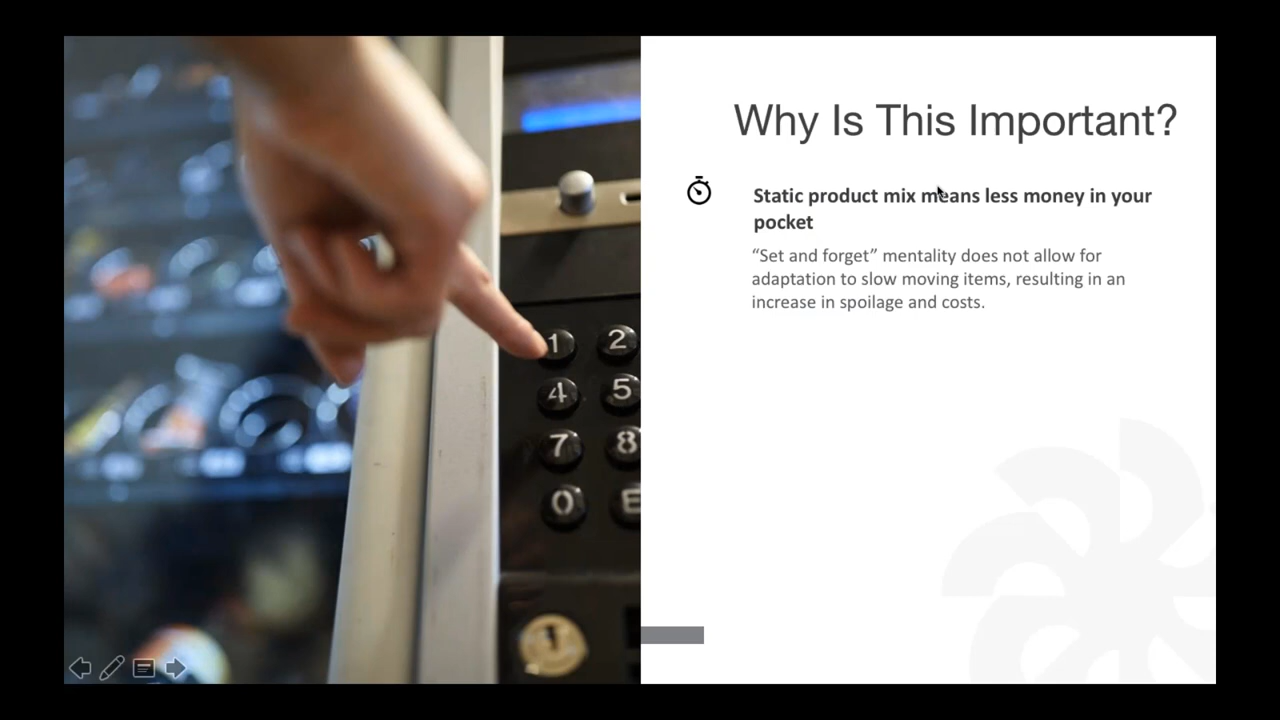 Why Is This Important?
Static product mix means less money in your
pocket
“Set and forget” mentality does not allow for
adaptation to slow moving items, resulting in an
increase in spoilage and costs.
1 2
4 5
7 8
0 E